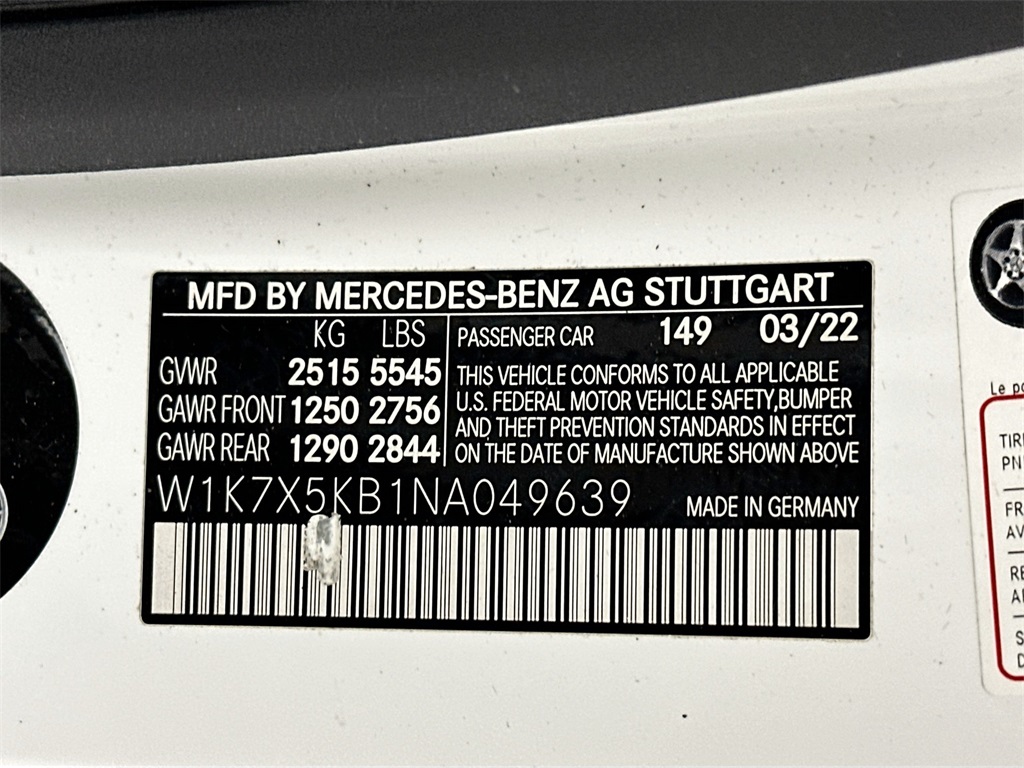 MFD BY MERCEDES-BENZ AG STUTTGART
KG LBS
GVWR 2515 5545
GAWR FRONT 1250 2756
GAWR REAR 1290 2844
PASSENGER CAR 149 03/22
THIS VEHICLE CONFORMS TO ALL APPLICABLE
U.S. FEDERAL MOTOR VEHICLE SAFETY, BUMPER
AND THEFT PREVENTION STANDARDS IN EFFECT
ON THE DATE OF MANUFACTURE SHOWN ABOVE
W1K7X5KB1NA049639
MADE IN GERMANY
Le